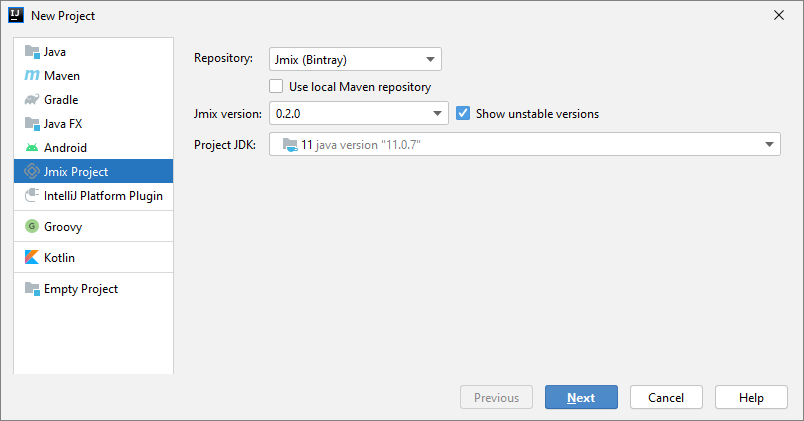 New Project
Java
Maven
Gradle
Java FX
Android
Jmix Project
IntelliJ Platform Plugin
Groovy
Kotlin
Empty Project
Repository: Jmix (Bintray)
Use local Maven repository
Jmix version: 0.2.0 Show unstable versions
Project JDK: 11 java version "11.0.7"
Previous Next Cancel Help